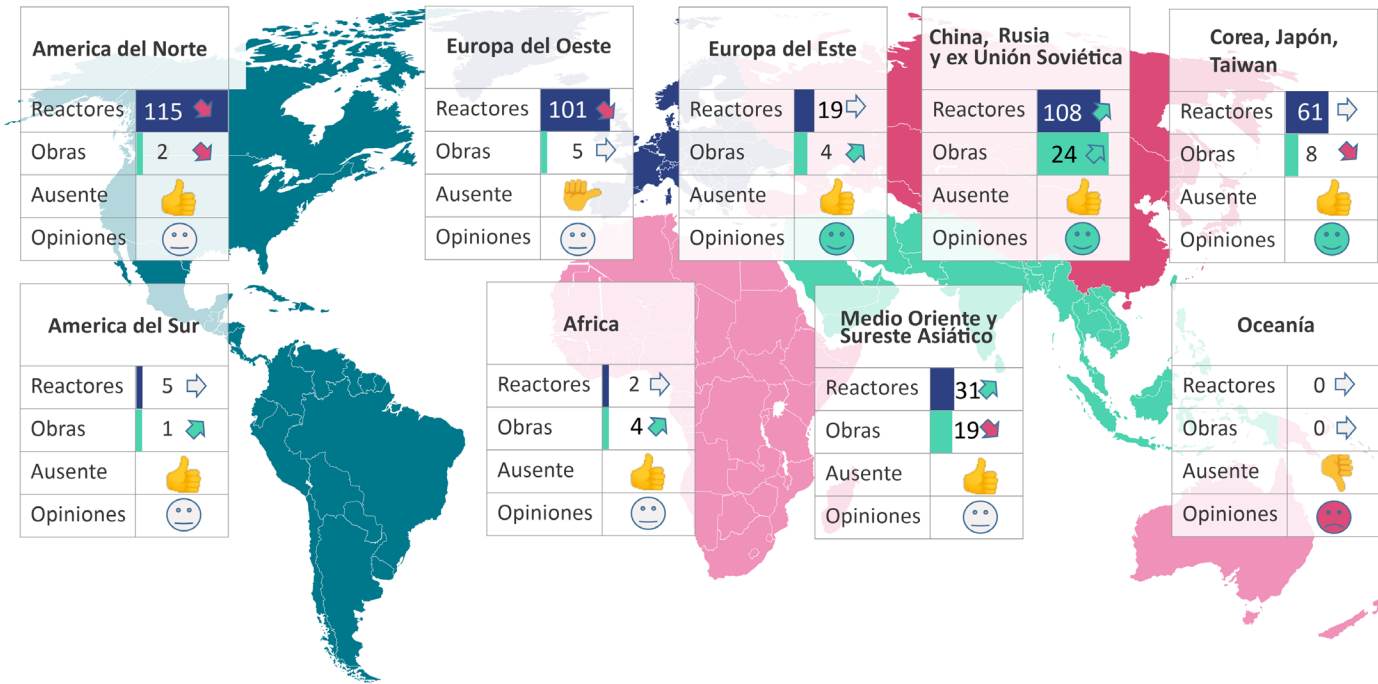 America del Norte
Reactores 115
Obras 2
Ausente
Opiniones
Europa del Oeste
Reactores 101
Obras 5
Ausente
Opiniones
Europa del Este
Reactores 19
Obras 4
Ausente
Opiniones
China, Rusia
y ex Unión Soviética
Reactores 108
Obras 24
Ausente
Opiniones
Corea, Japón,
Taiwan
Reactores 61
Obras 8
Ausente
Opiniones
America del Sur
Reactores 5
Obras 1
Ausente
Opiniones
Africa
Reactores 2
Obras 4
Ausente
Opiniones
Medio Oriente y
Sureste Asiático
Reactores 31
Obras 19
Ausente
Opiniones
Oceanía
Reactores 0
Obras 0
Ausente
Opiniones